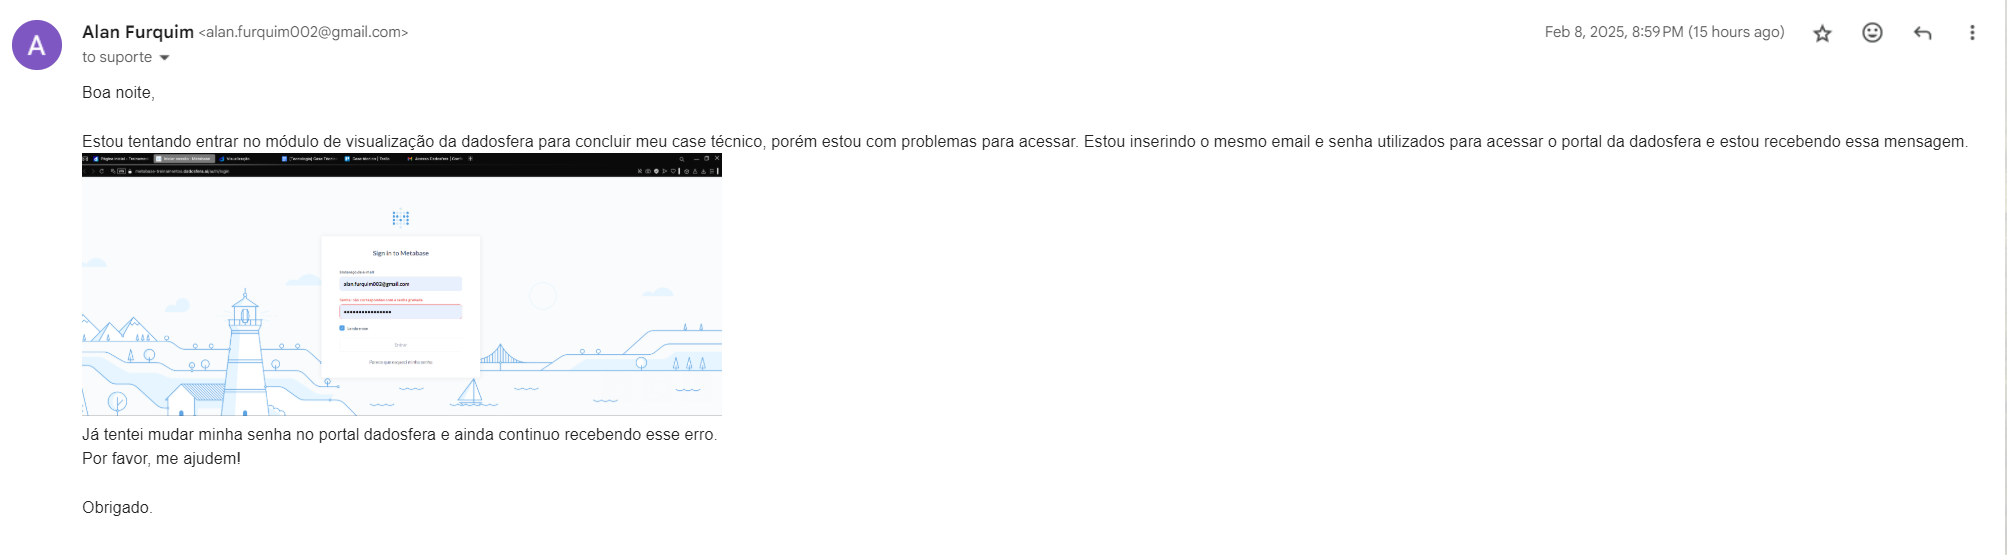 A
Alan Furquim <alan.furquim002@gmail.com>
Feb 8, 2025, 8:59 PM (15 hours ago)
to suporte
Boa noite,
Estou tentando entrar no módulo de visualização da dadosfera para concluir meu case técnico, porém estou com problemas para acessar. Estou inserindo o mesmo email e senha utilizados para acessar o portal da dadosfera e estou recebendo essa mensagem.
Sign in to Metabase
alan.furquim002@gmail.com
Entrar
Já tentei mudar minha senha no portal dadosfera e ainda continuo recebendo esse erro.
Por favor, me ajudem!
Obrigado.